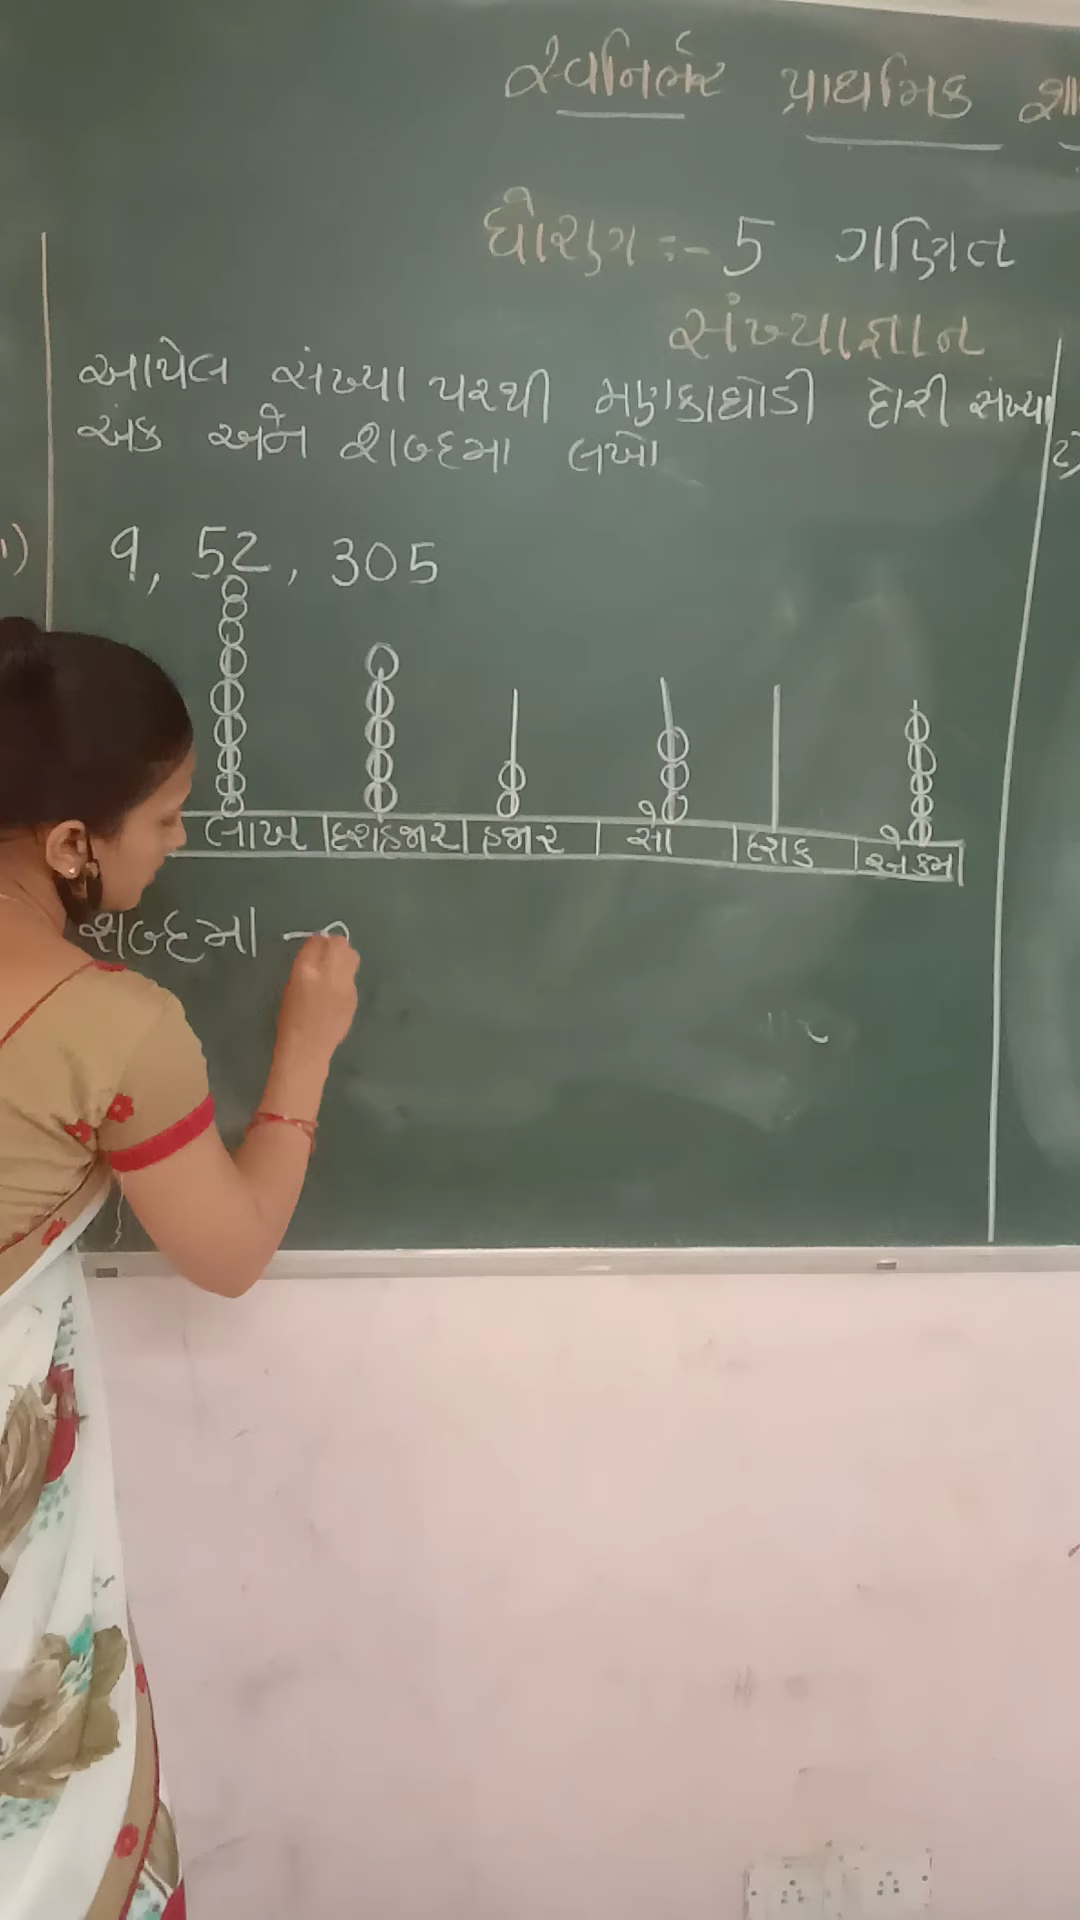 સ્વનિર્ભર પ્રાથમિક શા
ધોરણ :- 5 ગણિત
સંખ્યાજ્ઞાન
આપેલ સંખ્યા પરથી મણકાઘોડી દોરી સંખ્યા
અંક અને શબ્દમા લખો
9, 52, 305
લાખ દશહજાર હજાર સો દશક એકમ
શબ્દમા –